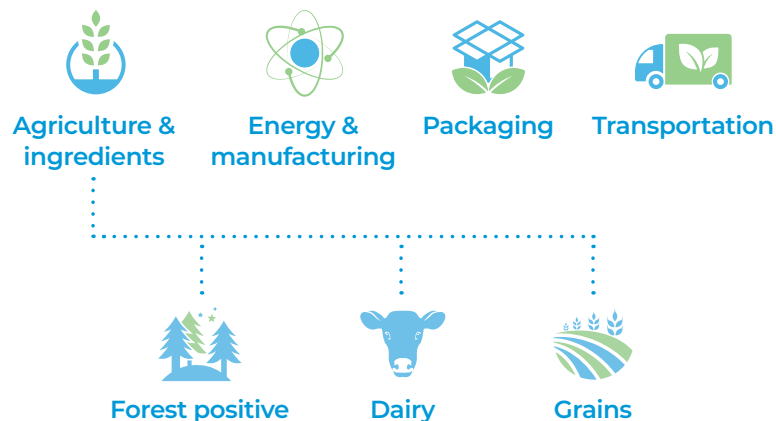 Agriculture &
ingredients
Energy &
manufacturing
Packaging
Transportation
Forest positive
Dairy
Grains